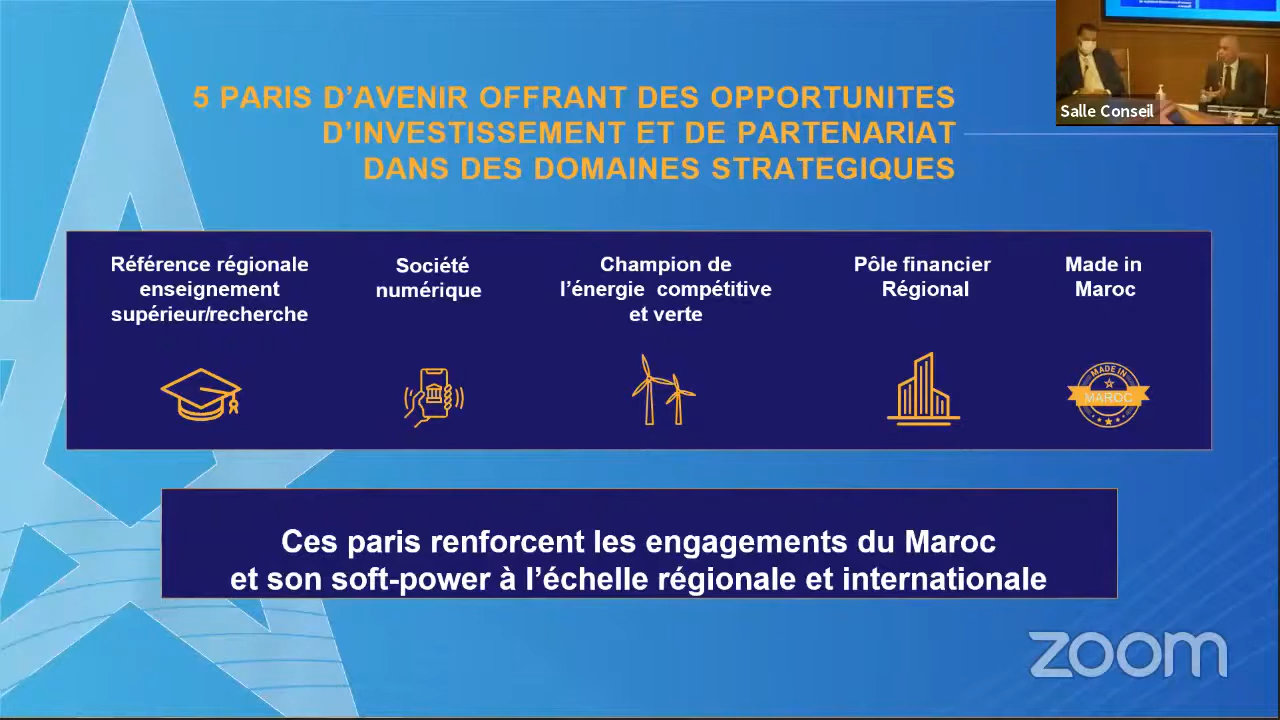 5 PARIS D'AVENIR OFFRANT DES OPPORTUNITES
D'INVESTISSEMENT ET DE PARTENARIAT
DANS DES DOMAINES STRATEGIQUES
Salle Conseil
Référence régionale
enseignement
supérieur/recherche
Société
numérique
Champion de
l'énergie compétitive
et verte
Pôle financier
Régional
Made in
Maroc
MADE IN
MAROC
Ces paris renforcent les engagements du Maroc
et son soft-power à l'échelle régionale et internationale
zoom